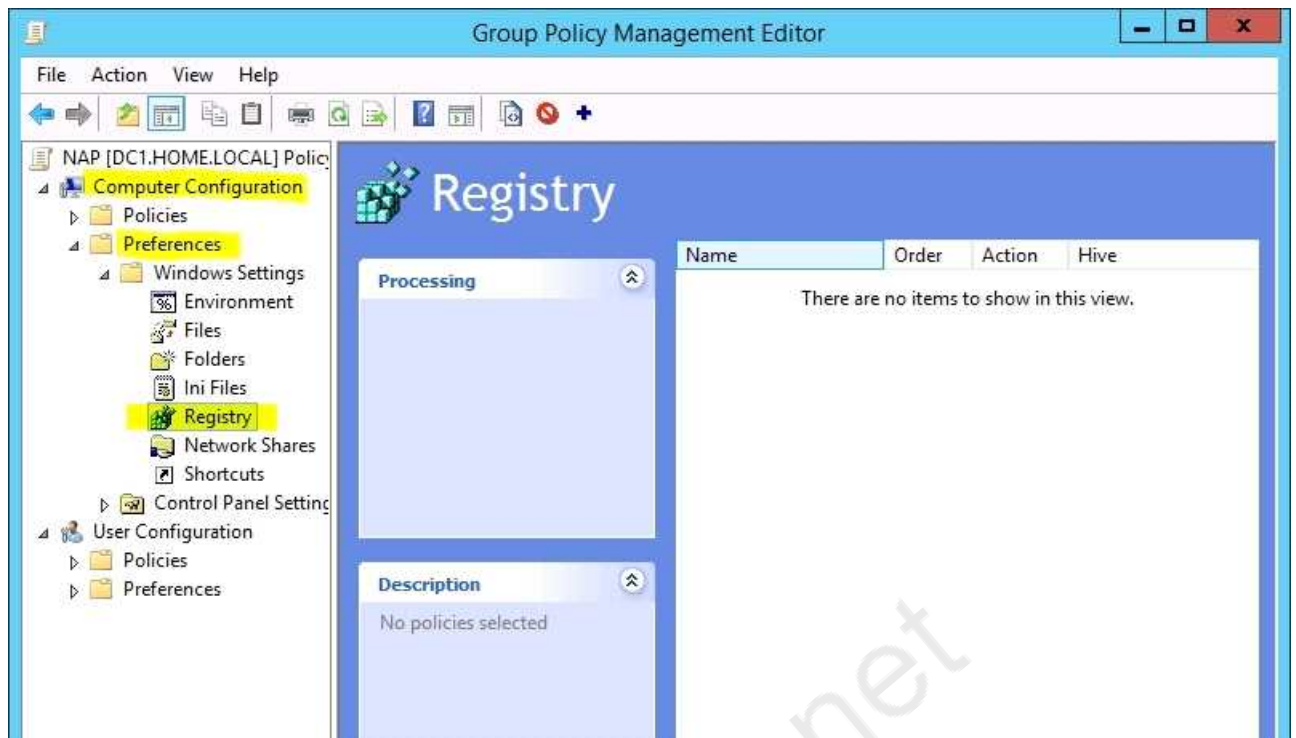 Group Policy Management Editor
File Action View Help
NAP [DC1.HOME.LOCAL] Polic
Computer Configuration
Policies
Preferences
Windows Settings
Environment
Files
Folders
Ini Files
Registry
Network Shares
Shortcuts
Control Panel Setting
User Configuration
Policies
Preferences
Registry
Processing
Description
No policies selected
Name Order Action Hive
There are no items to show in this view.
net